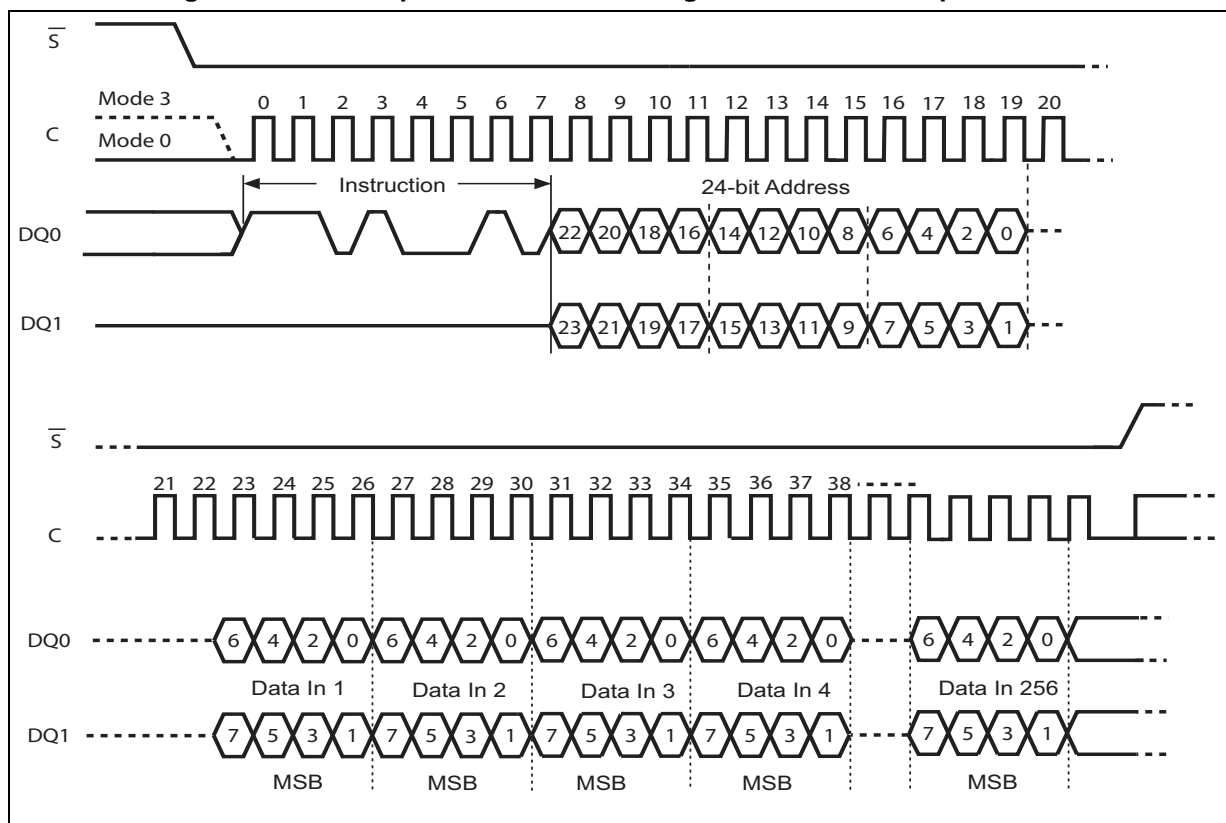 S
Mode 3
C
Mode 0
0 1 2 3 4 5 6 7 8 9 10 11 12 13 14 15 16 17 18 19 20
Instruction
24-bit Address
DQ0
22 20 18 16 14 12 10 8 6 4 2 0
DQ1
23 21 19 17 15 13 11 9 7 5 3 1
S
21 22 23 24 25 26 27 28 29 30 31 32 33 34 35 36 37 38
C
DQ0
6 4 2 0 6 4 2 0 6 4 2 0 6 4 2 0 6 4 2 0
Data In 1 Data In 2 Data In 3 Data In 4 Data In 256
DQ1
7 5 3 1 7 5 3 1 7 5 3 1 7 5 3 1 7 5 3 1
MSB MSB MSB MSB MSB